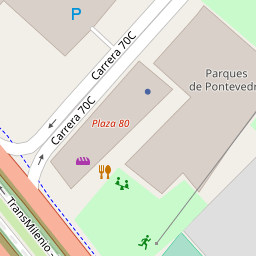 P
Carrera 70C
Parques
de Pontevedr
Carrera 70C
Plaza 80
TransMilenio